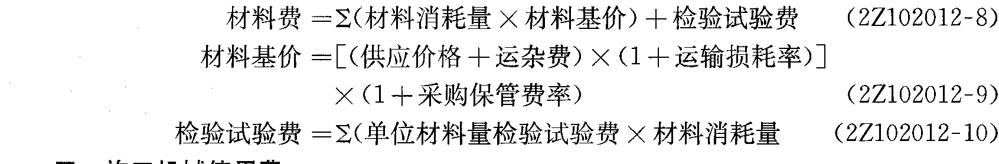 材料费=Σ(材料消耗量×材料基价)+检验试验费 (2Z102012-8)
材料基价=[(供应价格+运杂费)×(1+运输损耗率)]
×(1+采购保管费率) (2Z102012-9)
检验试验费=Σ(单位材料量检验试验费×材料消耗量 (2Z102012-10)